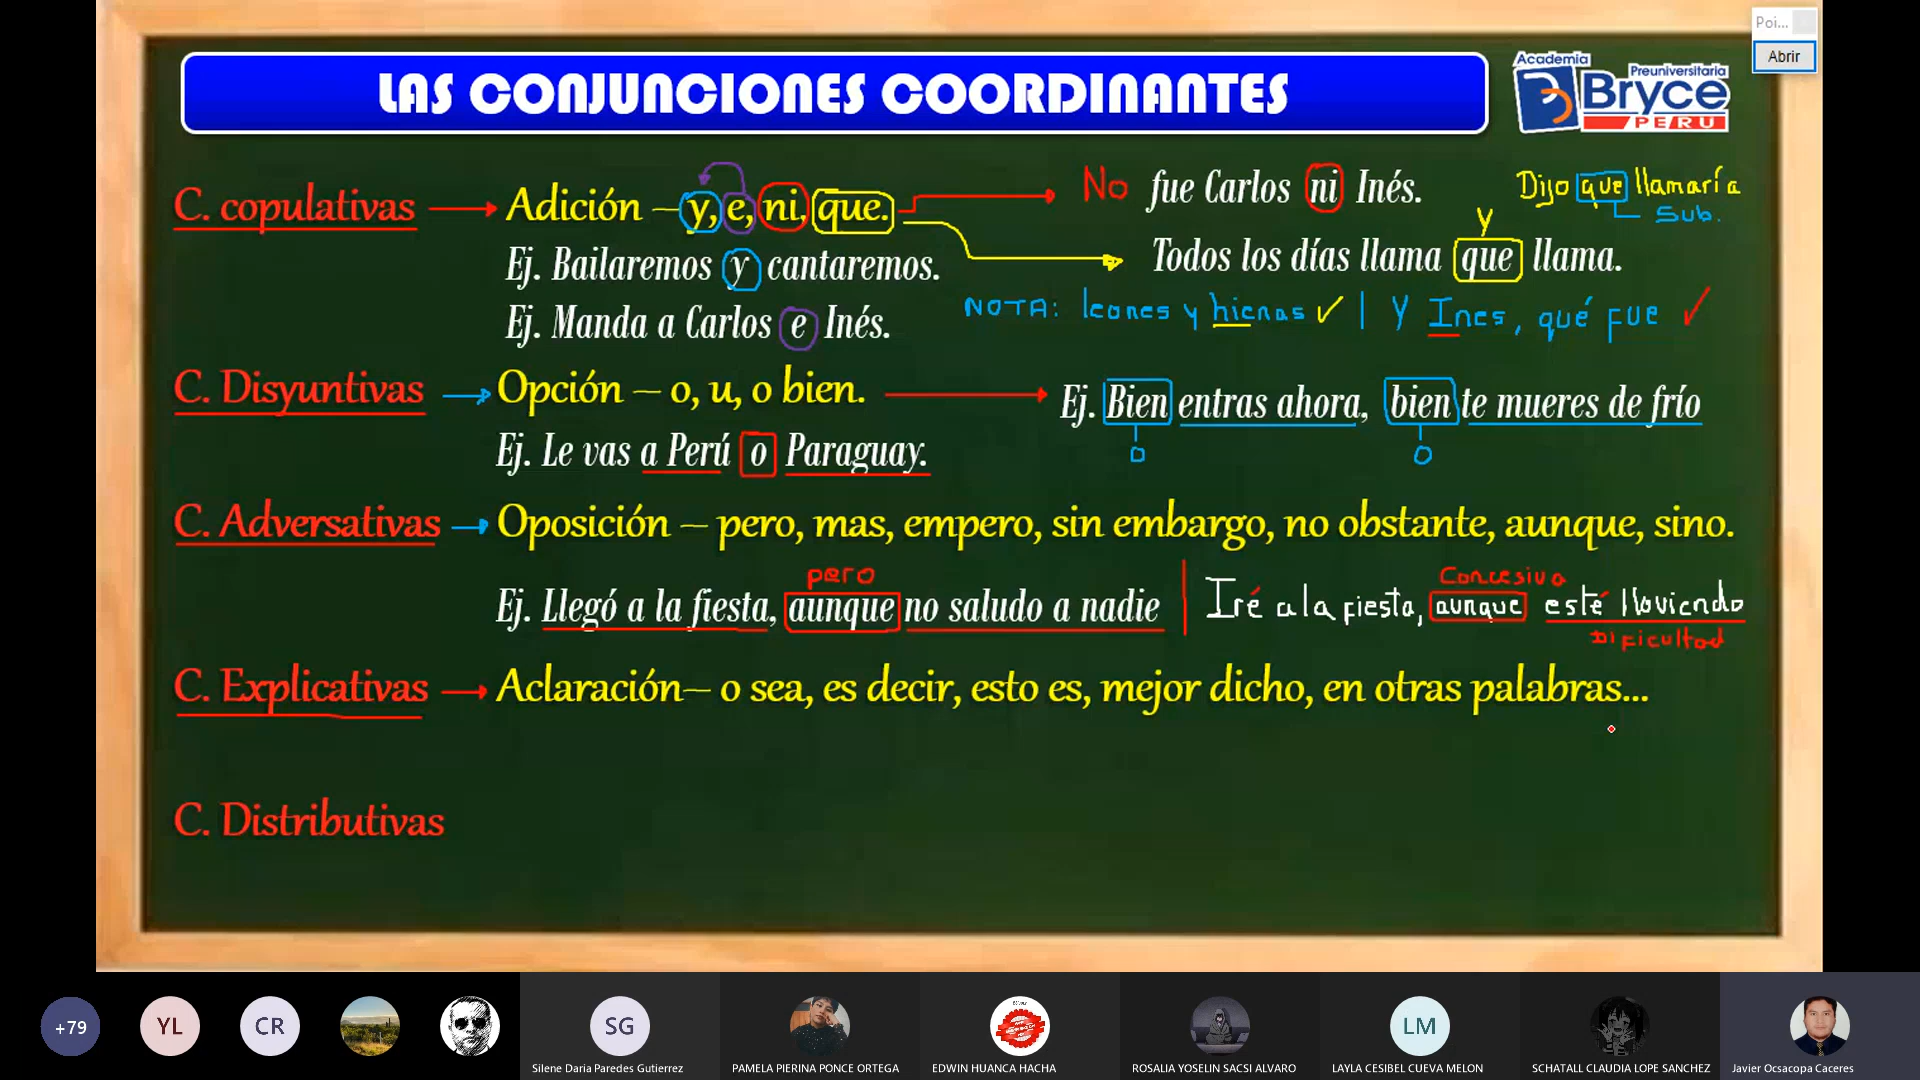 Poi...
Abrir
LAS CONJUNCIONES COORDINANTES
Academia
Preuniversitaria
Bryce
PERU
C. copulativas
Adición – y, e, ni, que.
No fue Carlos ni Inés.
Dijo que llamaría
Sub.
y
Todos los días llama que llama.
Ej. Bailaremos y cantaremos.
Ej. Manda a Carlos e Inés.
NOTA: leones y hienas ✓ | Y Ines, qué fue ✓
C. Disyuntivas
Opción – o, u, o bien.
Ej. Bien entras ahora, bien te mueres de frío
o o
Ej. Le vas a Perú o Paraguay.
C. Adversativas
Oposición – pero, mas, empero, sin embargo, no obstante, aunque, sino.
pero
Ej. Llegó a la fiesta, aunque no saludo a nadie
Concesiva
Iré a la fiesta, aunque esté lloviendo
Dificultad
C. Explicativas
Aclaración– o sea, es decir, esto es, mejor dicho, en otras palabras...
C. Distributivas
+79
YL
CR
SG
LM
Silene Daria Paredes Gutierrez
PAMELA PIERINA PONCE ORTEGA
EDWIN HUANCA HACHA
ROSALIA YOSELIN SACSI ALVARO
LAYLA CESIBEL CUEVA MELON
SCHATALL CLAUDIA LOPE SANCHEZ
Javier Ocsacopa Caceres